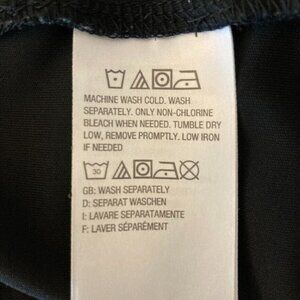 MACHINE WASH COLD. WASH
SEPARATELY. ONLY NON-CHLORINE
BLEACH WHEN NEEDED. TUMBLE DRY
LOW, REMOVE PROMPTLY. LOW IRON
IF NEEDED
30
GB: WASH SEPARATELY
D: SEPARAT WASCHEN
I: LAVARE SEPARATAMENTE
F: LAVER SÉPARÉMENT